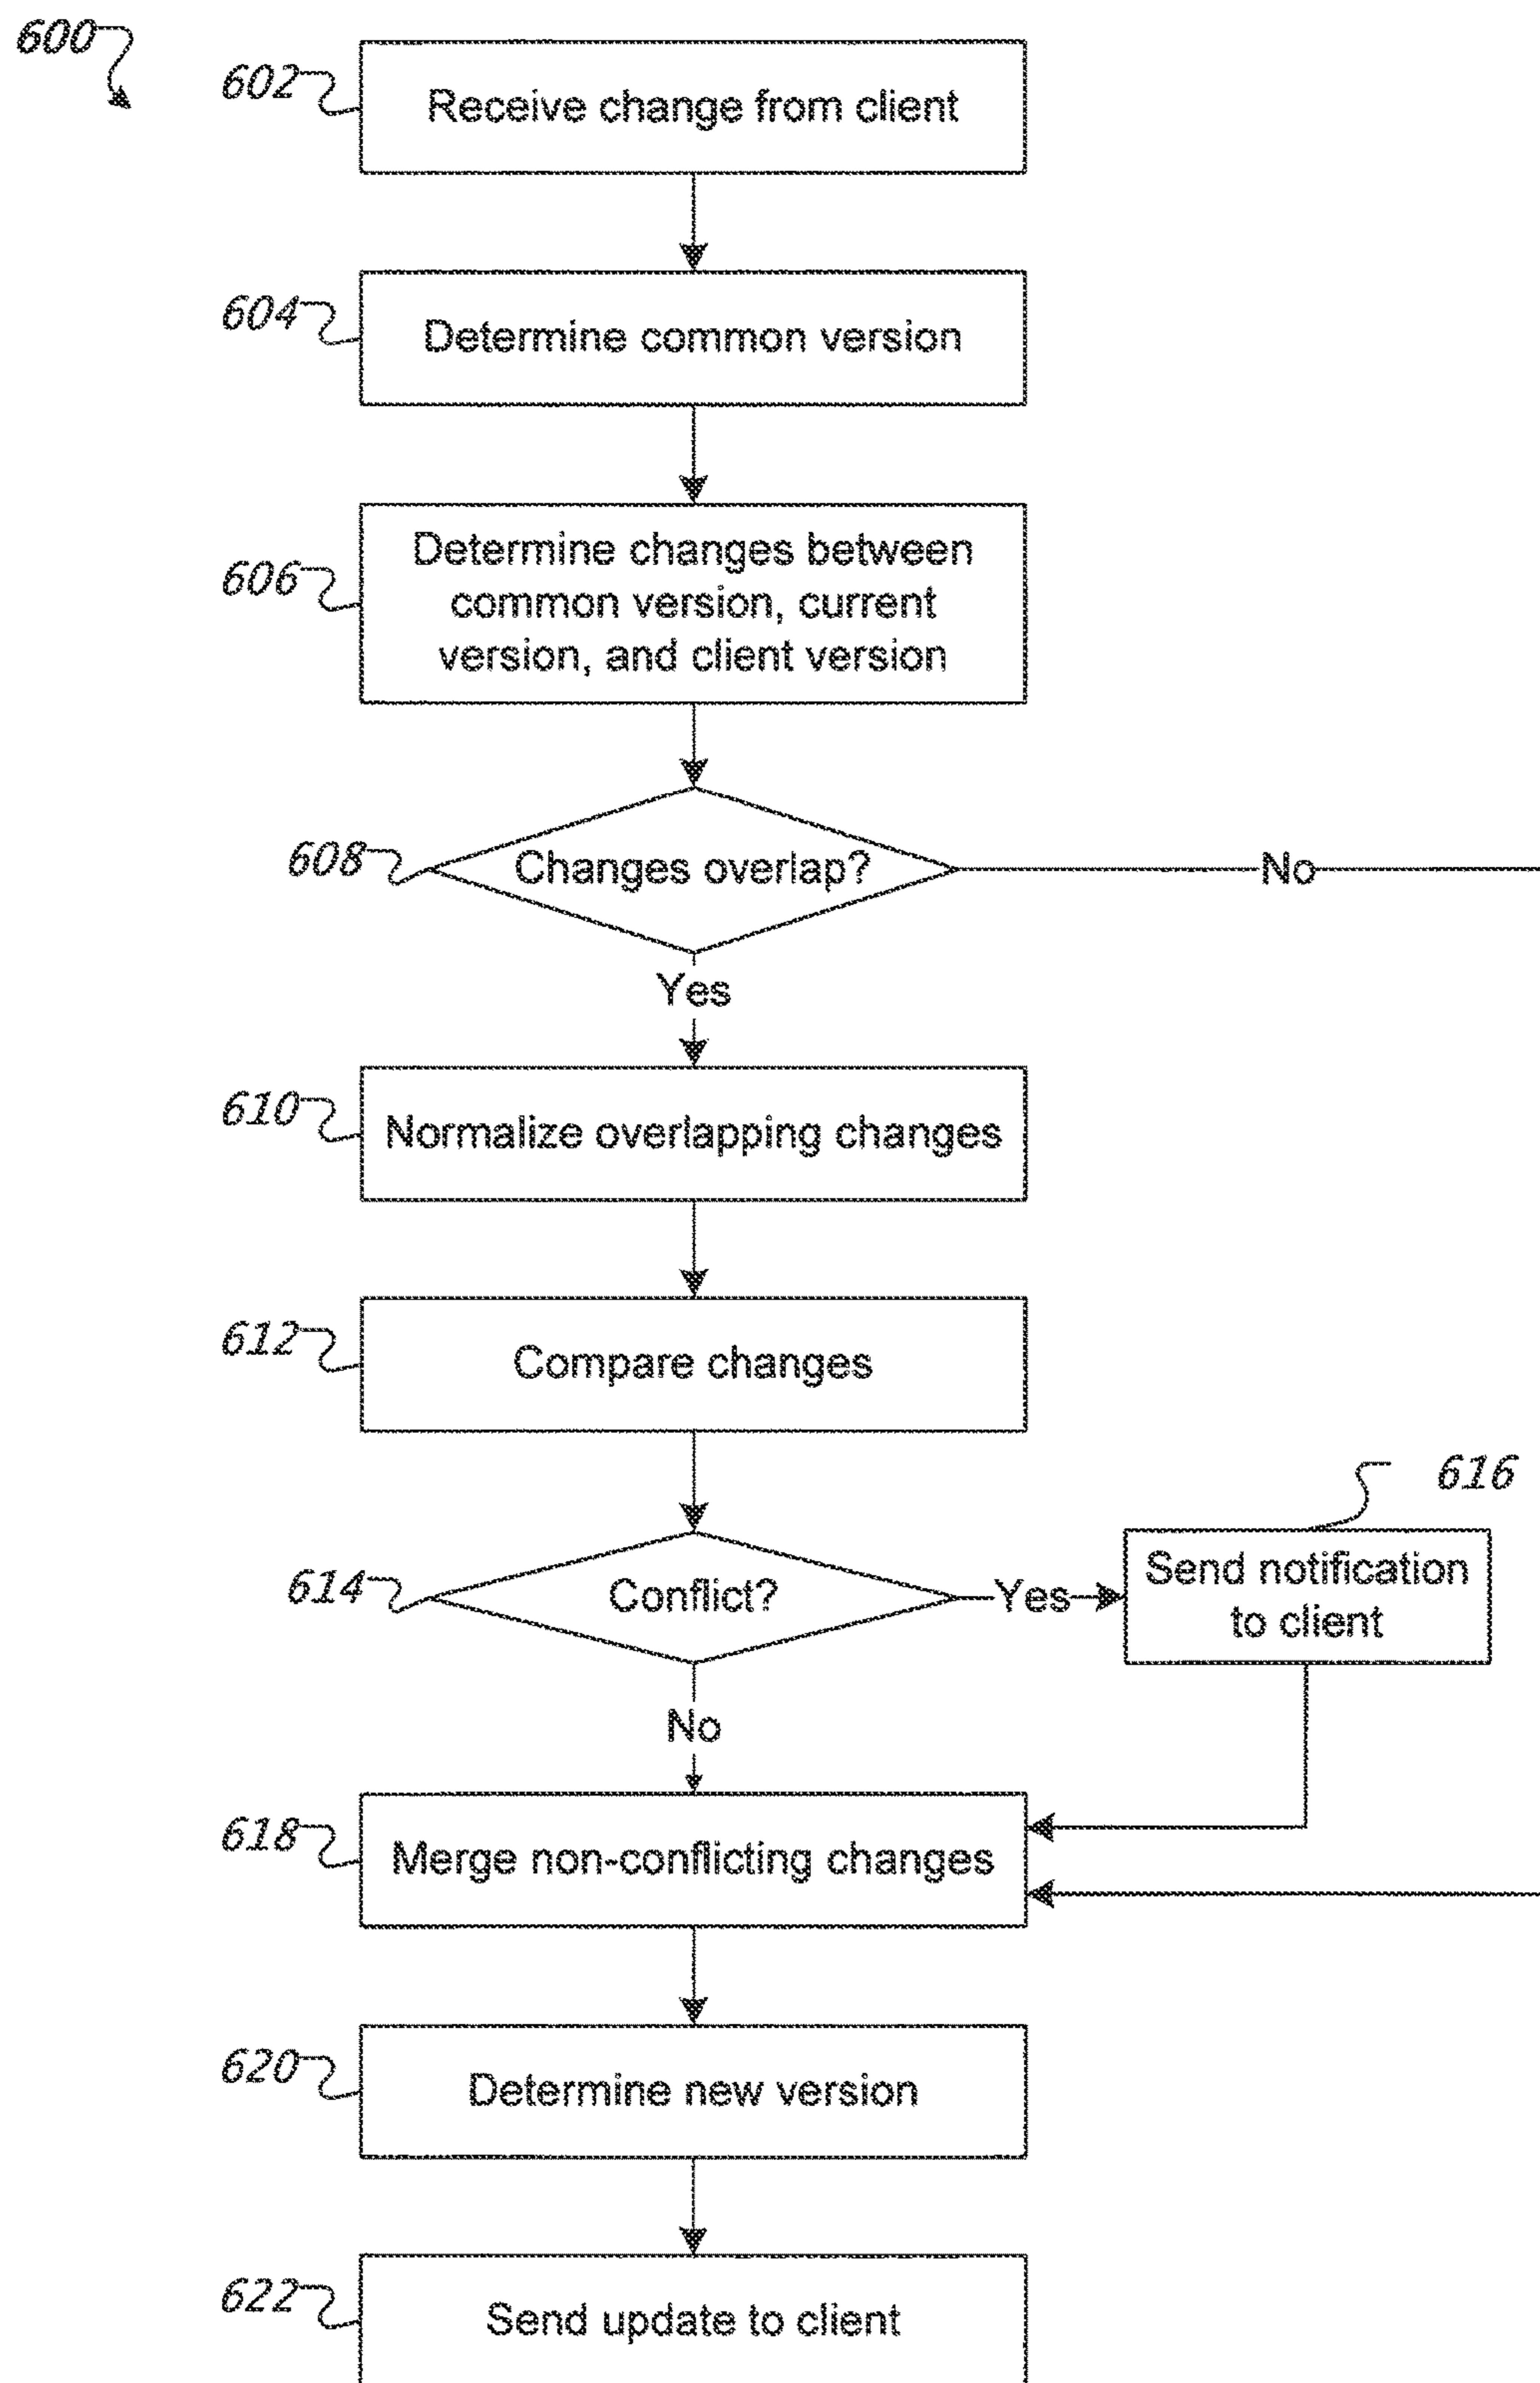 600
602
Receive change from client
604
Determine common version
606
Determine changes between
common version, current
version, and client version
608
Changes overlap?
No
Yes
610
Normalize overlapping changes
612
Compare changes
614
Conflict?
Yes
616
Send notification
to client
No
618
Merge non-conflicting changes
620
Determine new version
622
Send update to client